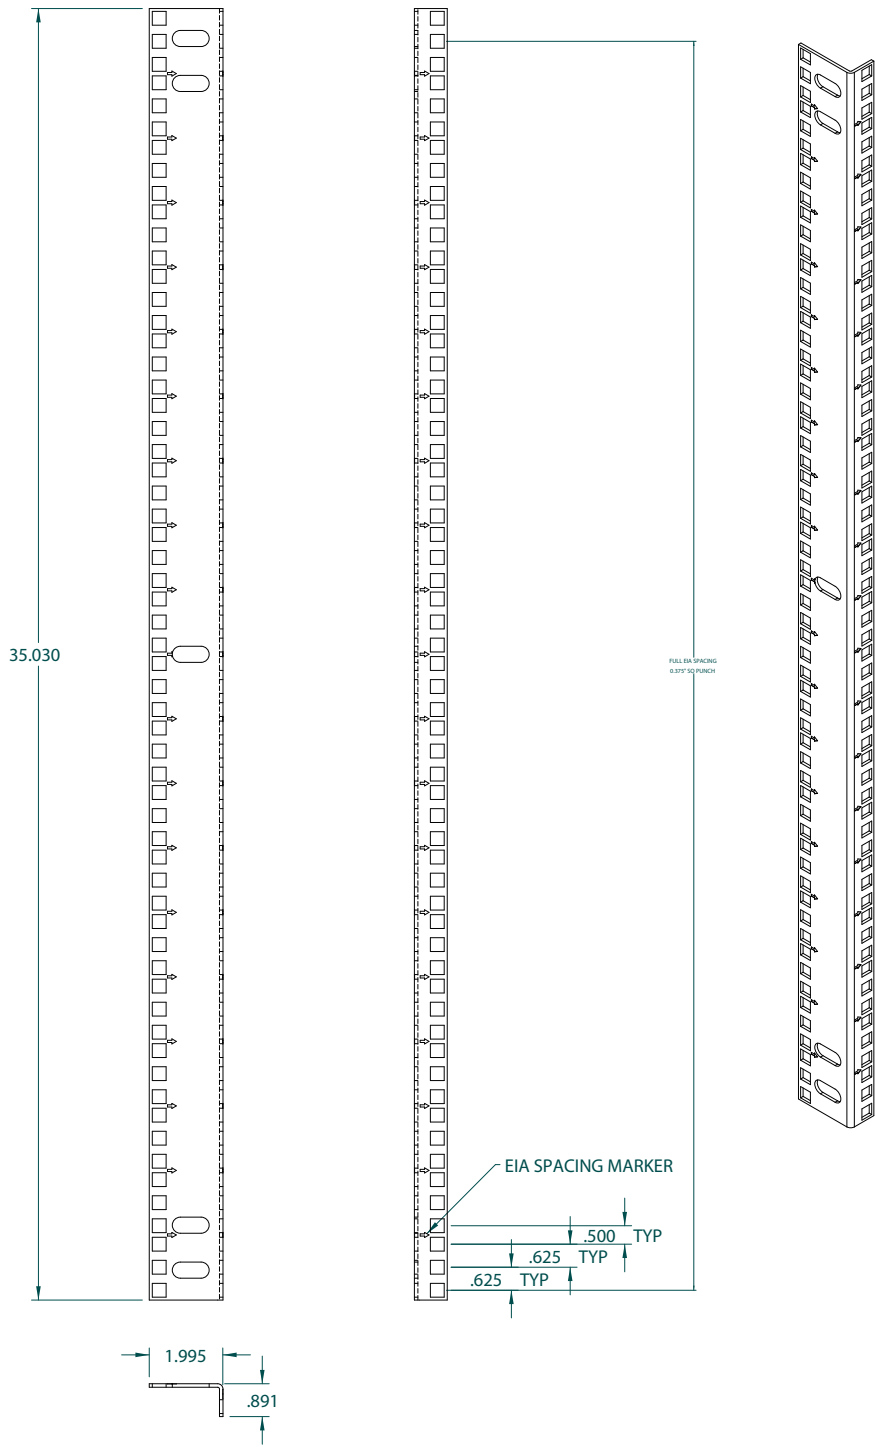 35.030
FULL EIA SPACING
0.375" SQ PUNCH
EIA SPACING MARKER
.500 TYP
.625 TYP
.625 TYP
1.995
.891